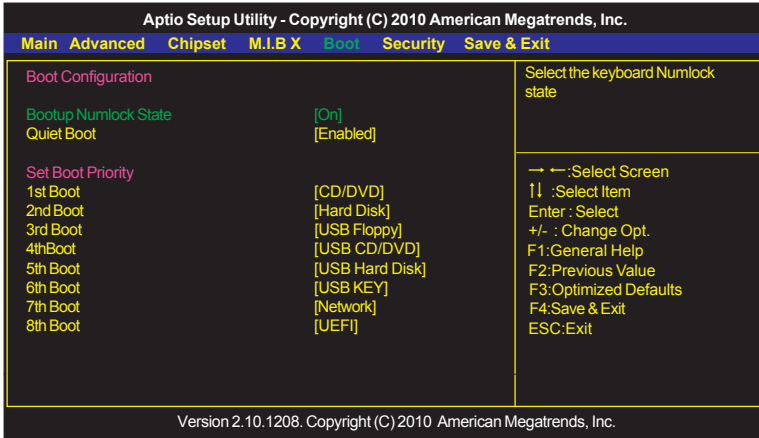 Aptio Setup Utility - Copyright (C) 2010 American Megatrends, Inc.
Main Advanced Chipset M.I.B X Boot Security Save & Exit
Boot Configuration
Bootup Numlock State [On]
Quiet Boot [Enabled]
Set Boot Priority
1st Boot [CD/DVD]
2nd Boot [Hard Disk]
3rd Boot [USB Floppy]
4thBoot [USB CD/DVD]
5th Boot [USB Hard Disk]
6th Boot [USB KEY]
7th Boot [Network]
8th Boot [UEFI]
Select the keyboard Numlock
state
→ ←:Select Screen
↑↓ :Select Item
Enter : Select
+/- : Change Opt.
F1:General Help
F2:Previous Value
F3:Optimized Defaults
F4:Save & Exit
ESC:Exit
Version 2.10.1208. Copyright (C) 2010 American Megatrends, Inc.